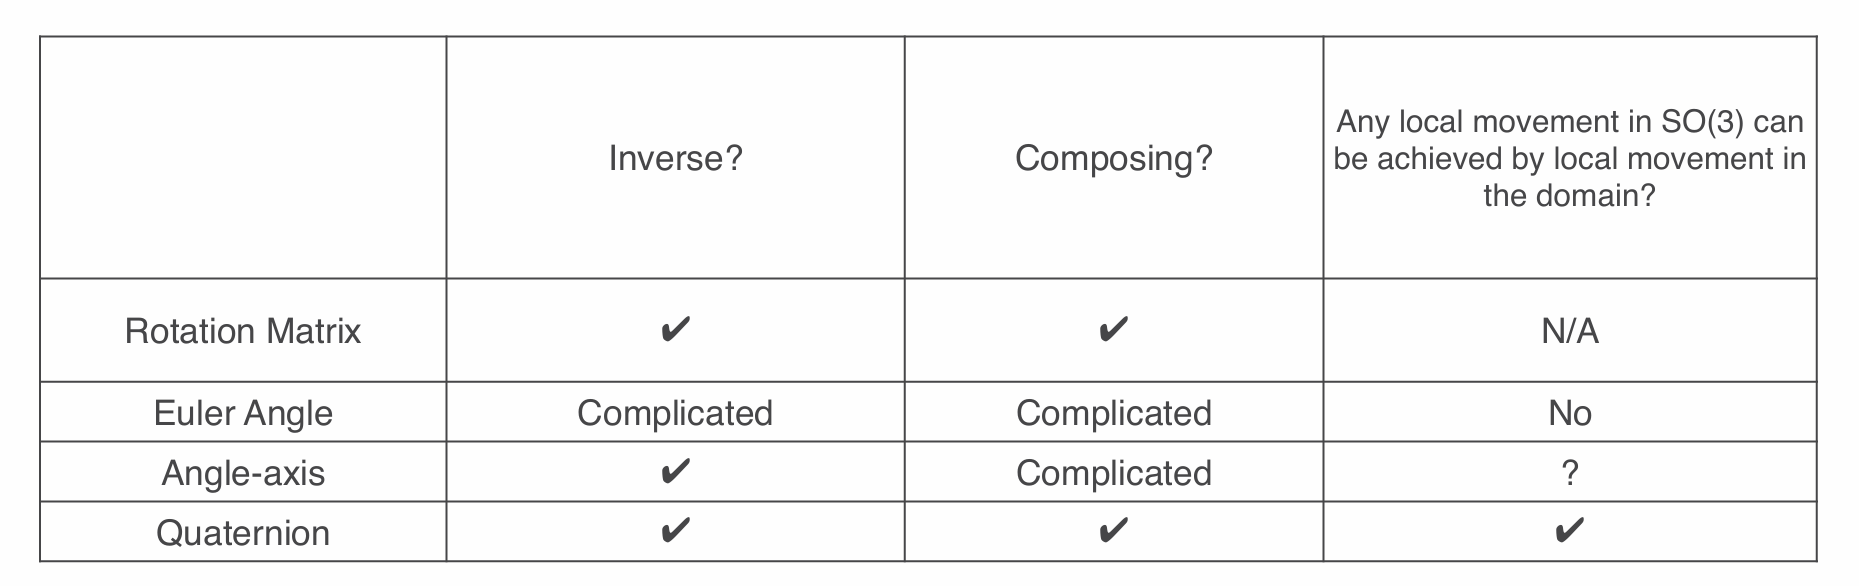 Inverse?
Composing?
Any local movement in SO(3) can
be achieved by local movement in
the domain?
Rotation Matrix ✔ ✔ N/A
Euler Angle Complicated Complicated No
Angle-axis ✔ Complicated ?
Quaternion ✔ ✔ ✔